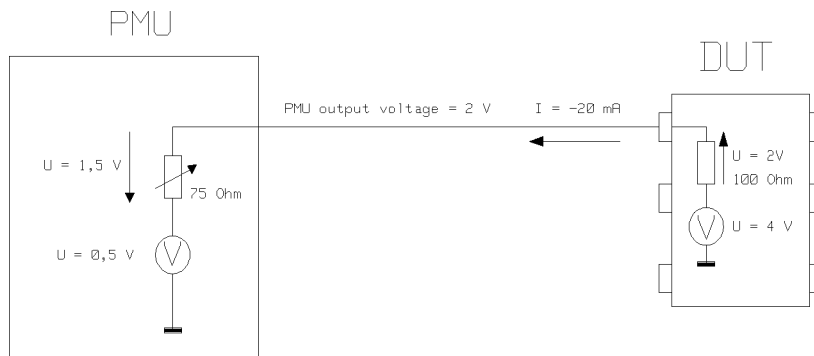 PMU
DUT
PMU output voltage = 2 V
I = -20 mA
U = 1,5 V
75 Ohm
U = 0,5 V
V
U = 2V
100 Ohm
V
U = 4 V